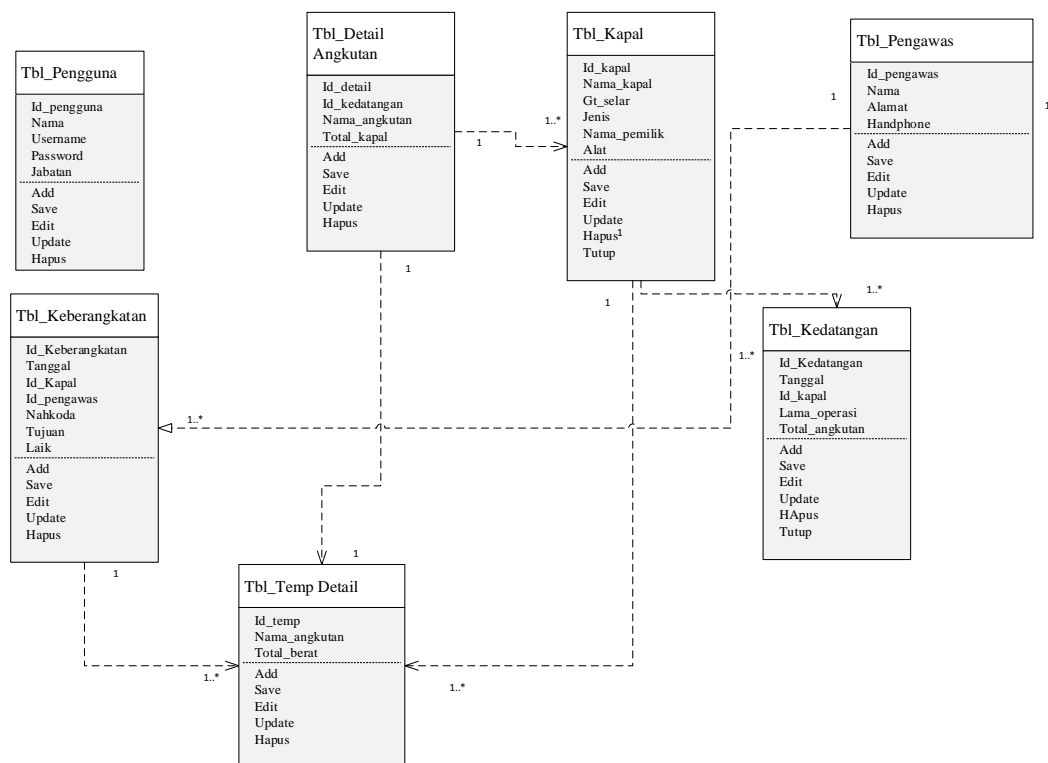 Tbl_Pengguna
Id_pengguna
Nama
Username
Password
Jabatan
Add
Save
Edit
Update
Hapus
Tbl_Detail
Angkutan
Id_detail
Id_kedatangan
Nama_angkutan
Total_kapal
Add
Save
Edit
Update
Hapus
1
1..*
1
Tbl_Kapal
Id_kapal
Nama_kapal
Gt_selar
Jenis
Nama_pemilik
Alat
Add
Save
Edit
Update
Hapus1
Tutup
1
1..*
Tbl_Pengawas
Id_pengawas
Nama
Alamat
Handphone
Add
Save
Edit
Update
Hapus
1
1
Tbl_Keberangkatan
Id_Keberangkatan
Tanggal
Id_Kapal
Id_pengawas
Nahkoda
Tujuan
Laik
Add
Save
Edit
Update
Hapus
1..*
1
1..*
Tbl_Kedatangan
Id_Kedatangan
Tanggal
Id_kapal
Lama_operasi
Total_angkutan
Add
Save
Edit
Update
HApus
Tutup
1
Tbl_Temp Detail
Id_temp
Nama_angkutan
Total_berat
Add
Save
Edit
Update
Hapus
1..*
1..*